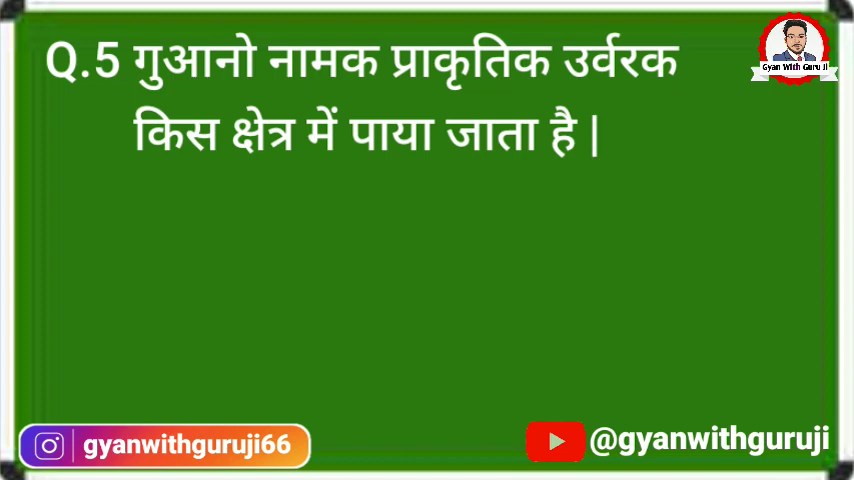 Gyan With Guru Ji
Q.5 गुआनो नामक प्राकृतिक उर्वरक
किस क्षेत्र में पाया जाता है |
gyanwithguruji66
@gyanwithguruji